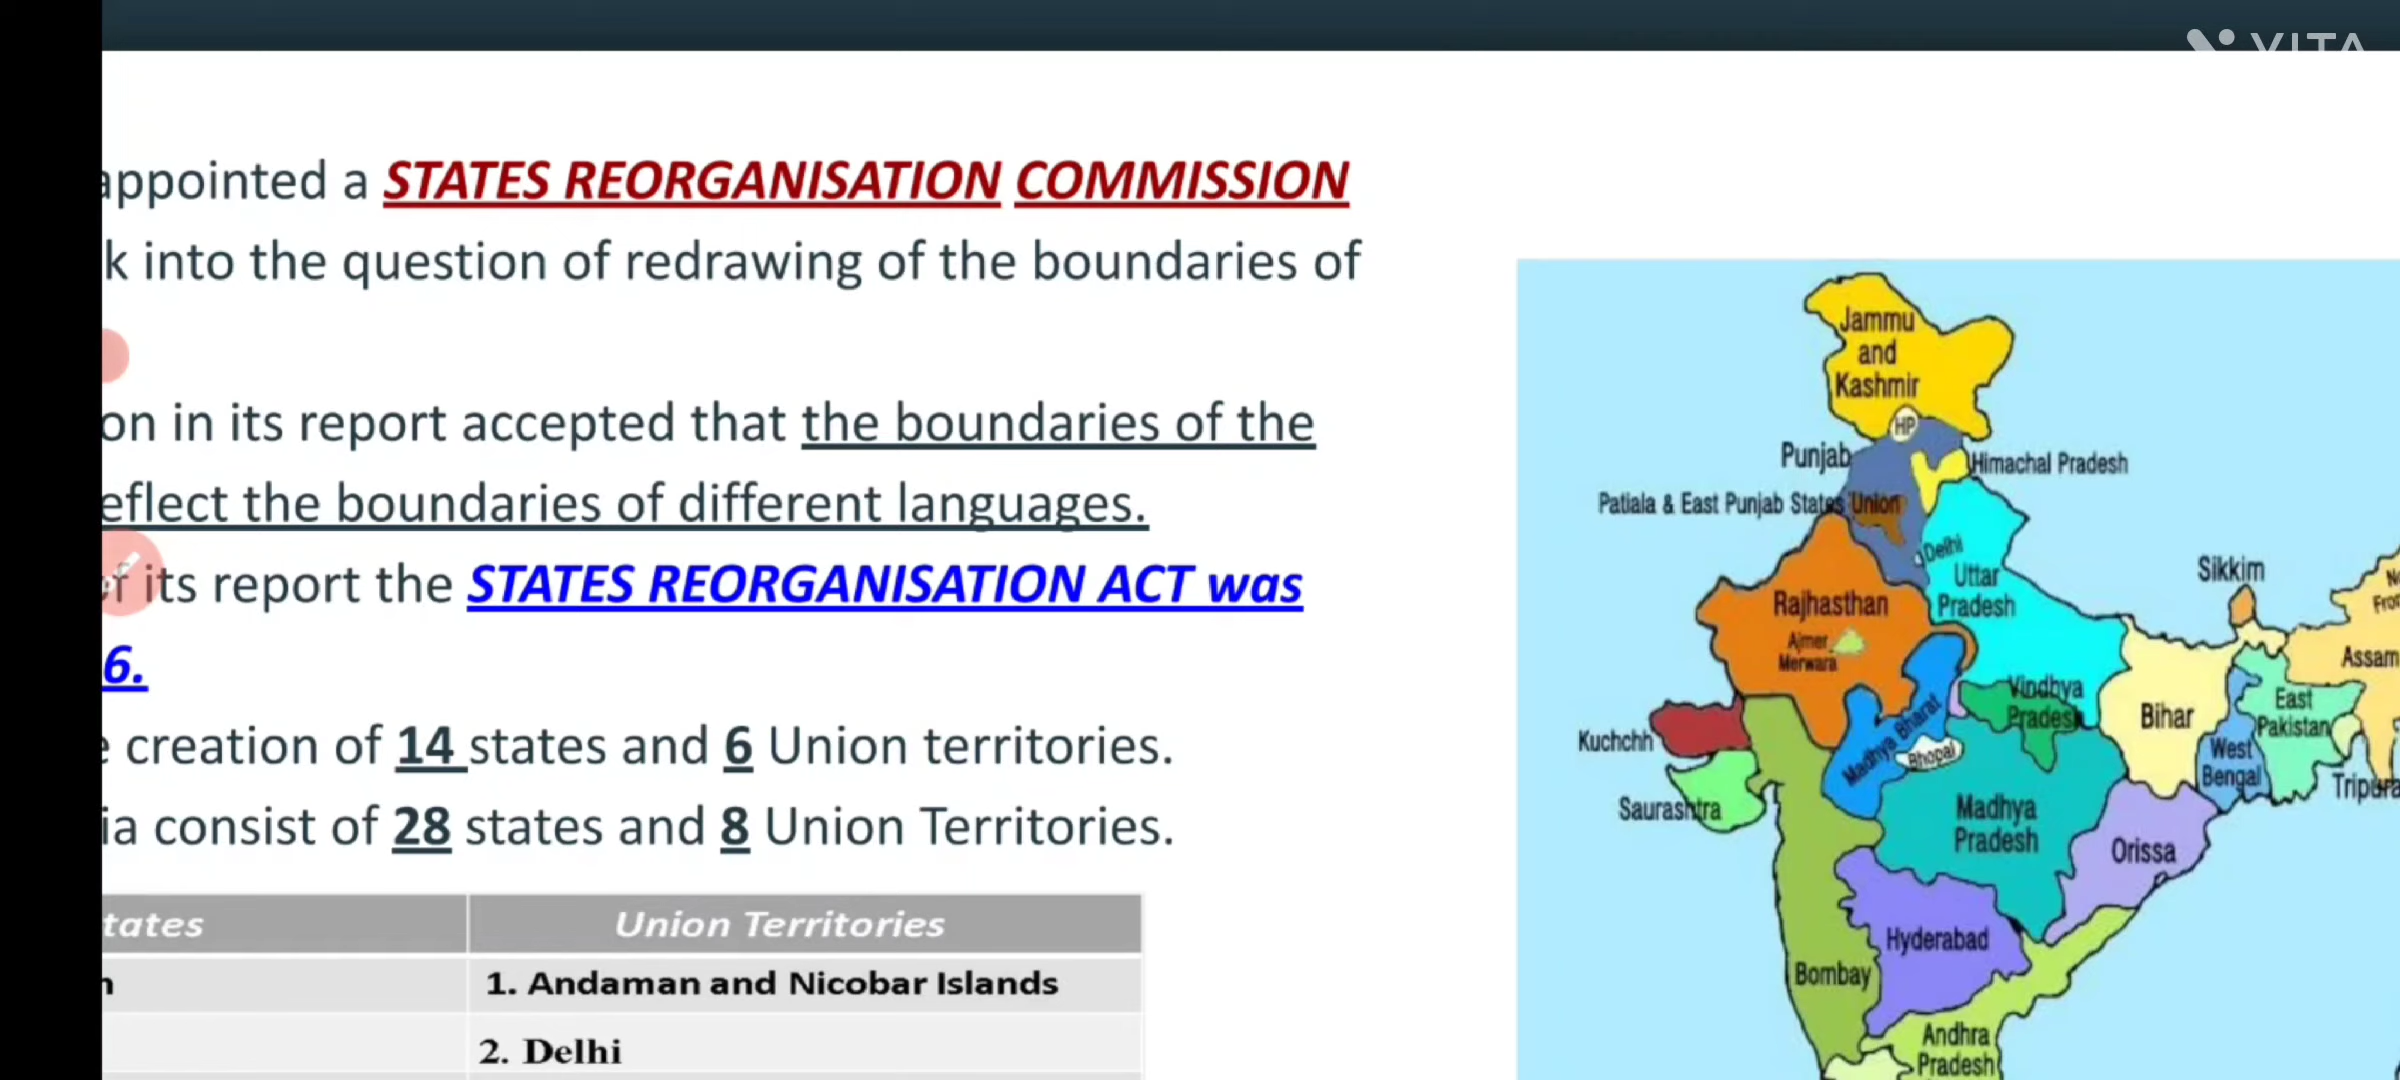 VITA
appointed a STATES REORGANISATION COMMISSION
k into the question of redrawing of the boundaries of
on in its report accepted that the boundaries of the
eflect the boundaries of different languages.
of its report the STATES REORGANISATION ACT was
6.
e creation of 14 states and 6 Union territories.
ia consist of 28 states and 8 Union Territories.
tates Union Territories
n 1. Andaman and Nicobar Islands
2. Delhi
Jammu
and
Kashmir
HP
Punjab
Himachal Pradesh
Patiala & East Punjab States Union
Delhi
Uttar
Pradesh
Sikkim
Rajhasthan
Ajmer
Merwara
Assam
Vindhya
Pradesh
East
Pakistan
Bihar
Kuchchh
Madhya Bharat
Bhopal
West
Bengal
Tripura
Saurashtra
Madhya
Pradesh
Orissa
Hyderabad
Bombay
Andhra
Pradesh